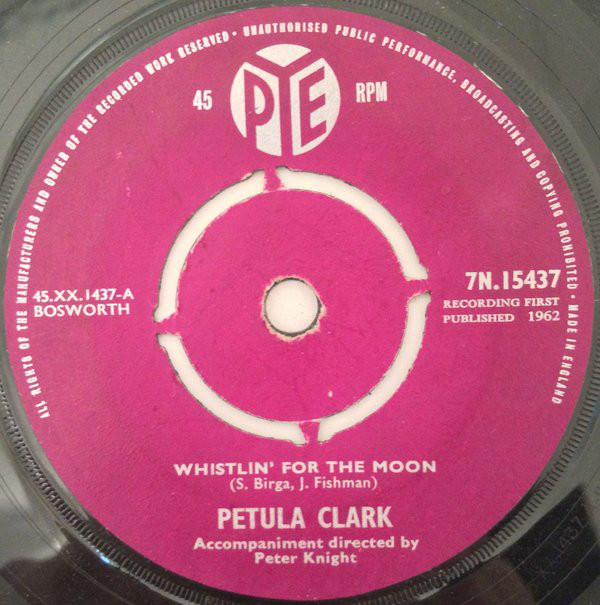 ALL RIGHTS OF THE MANUFACTURERS AND OWNER OF THE RECORDED WORK RESERVED • UNAUTHORISED PUBLIC PERFORMANCE, BROADCASTING AND COPYING PROHIBITED • MADE IN ENGLAND
45 PYE RPM
45.XX.1437-A
BOSWORTH
7N.15437
RECORDING FIRST
PUBLISHED 1962
WHISTLIN' FOR THE MOON
(S. Birga, J. Fishman)
PETULA CLARK
Accompaniment directed by
Peter Knight